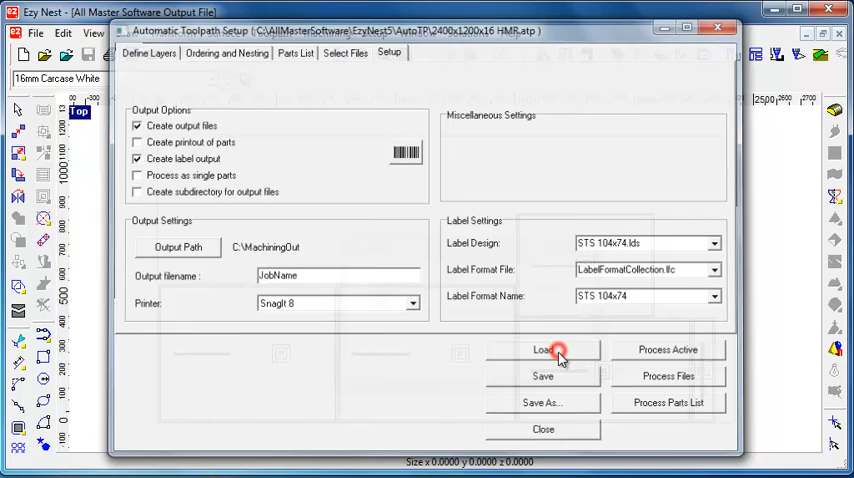 Ezy Nest - [All Master Software Output File]
File Edit View
16mm Carcase White
Top
Automatic Toolpath Setup (:C:\AllMasterSoftware\EzyNest5\AutoTP\2400x1200x16 HMR.atp )
Define Layers Ordering and Nesting Parts List Select Files Setup
Output Options
Create output files
Create printout of parts
Create label output
Process as single parts
Create subdirectory for output files
Miscellaneous Settings
Output Settings
Output Path C:\MachiningOut
Output filename : JobName
Printer: SnagIt 8
Label Settings
Label Design: STS 104x74.lds
Label Format File: LabelFormatCollection.lfc
Label Format Name: STS 104x74
Load Process Active
Save Process Files
Save As... Process Parts List
Close
Size x 0.0000 y 0.0000 z 0.0000